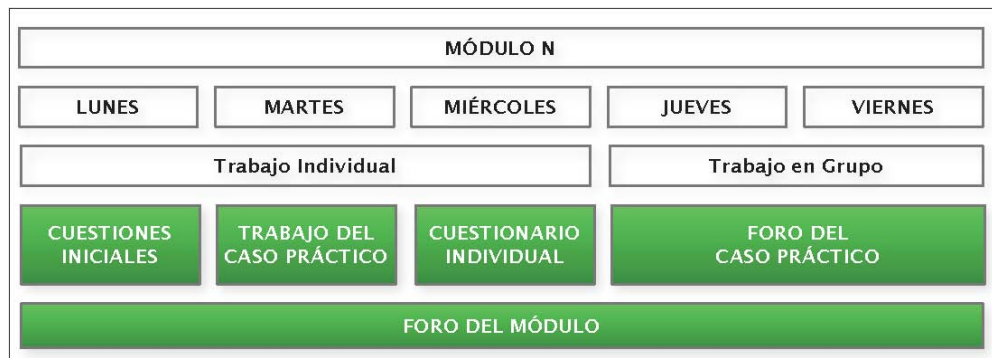 MÓDULO N
LUNES
MARTES
MIÉRCOLES
JUEVES
VIERNES
Trabajo Individual
Trabajo en Grupo
CUESTIONES
INICIALES
TRABAJO DEL
CASO PRÁCTICO
CUESTIONARIO
INDIVIDUAL
FORO DEL
CASO PRÁCTICO
FORO DEL MÓDULO